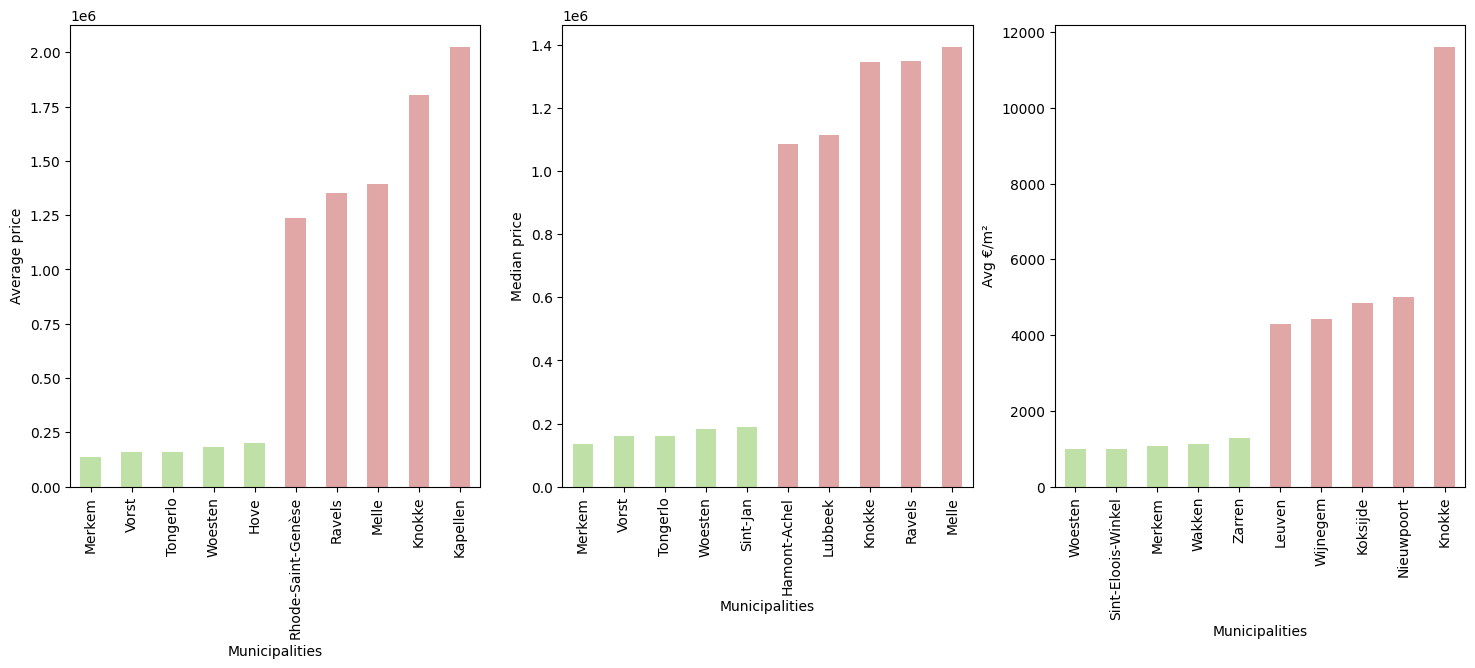 1e6
2.00
1.75
1.50
1.25
1.00
0.75
0.50
0.25
0.00
Average price
Merkem
Vorst
Tongerlo
Woesten
Hove
Rhode-Saint-Genèse
Ravels
Melle
Knokke
Kapellen
Municipalities
1e6
1.4
1.2
1.0
0.8
0.6
0.4
0.2
0.0
Median price
Merkem
Vorst
Tongerlo
Woesten
Sint-Jan
Hamont-Achel
Lubbeek
Knokke
Ravels
Melle
Municipalities
12000
10000
8000
6000
4000
2000
0
Avg €/m²
Woesten
Sint-Eloois-Winkel
Merkem
Wakken
Zarren
Leuven
Wijnegem
Koksijde
Nieuwpoort
Knokke
Municipalities